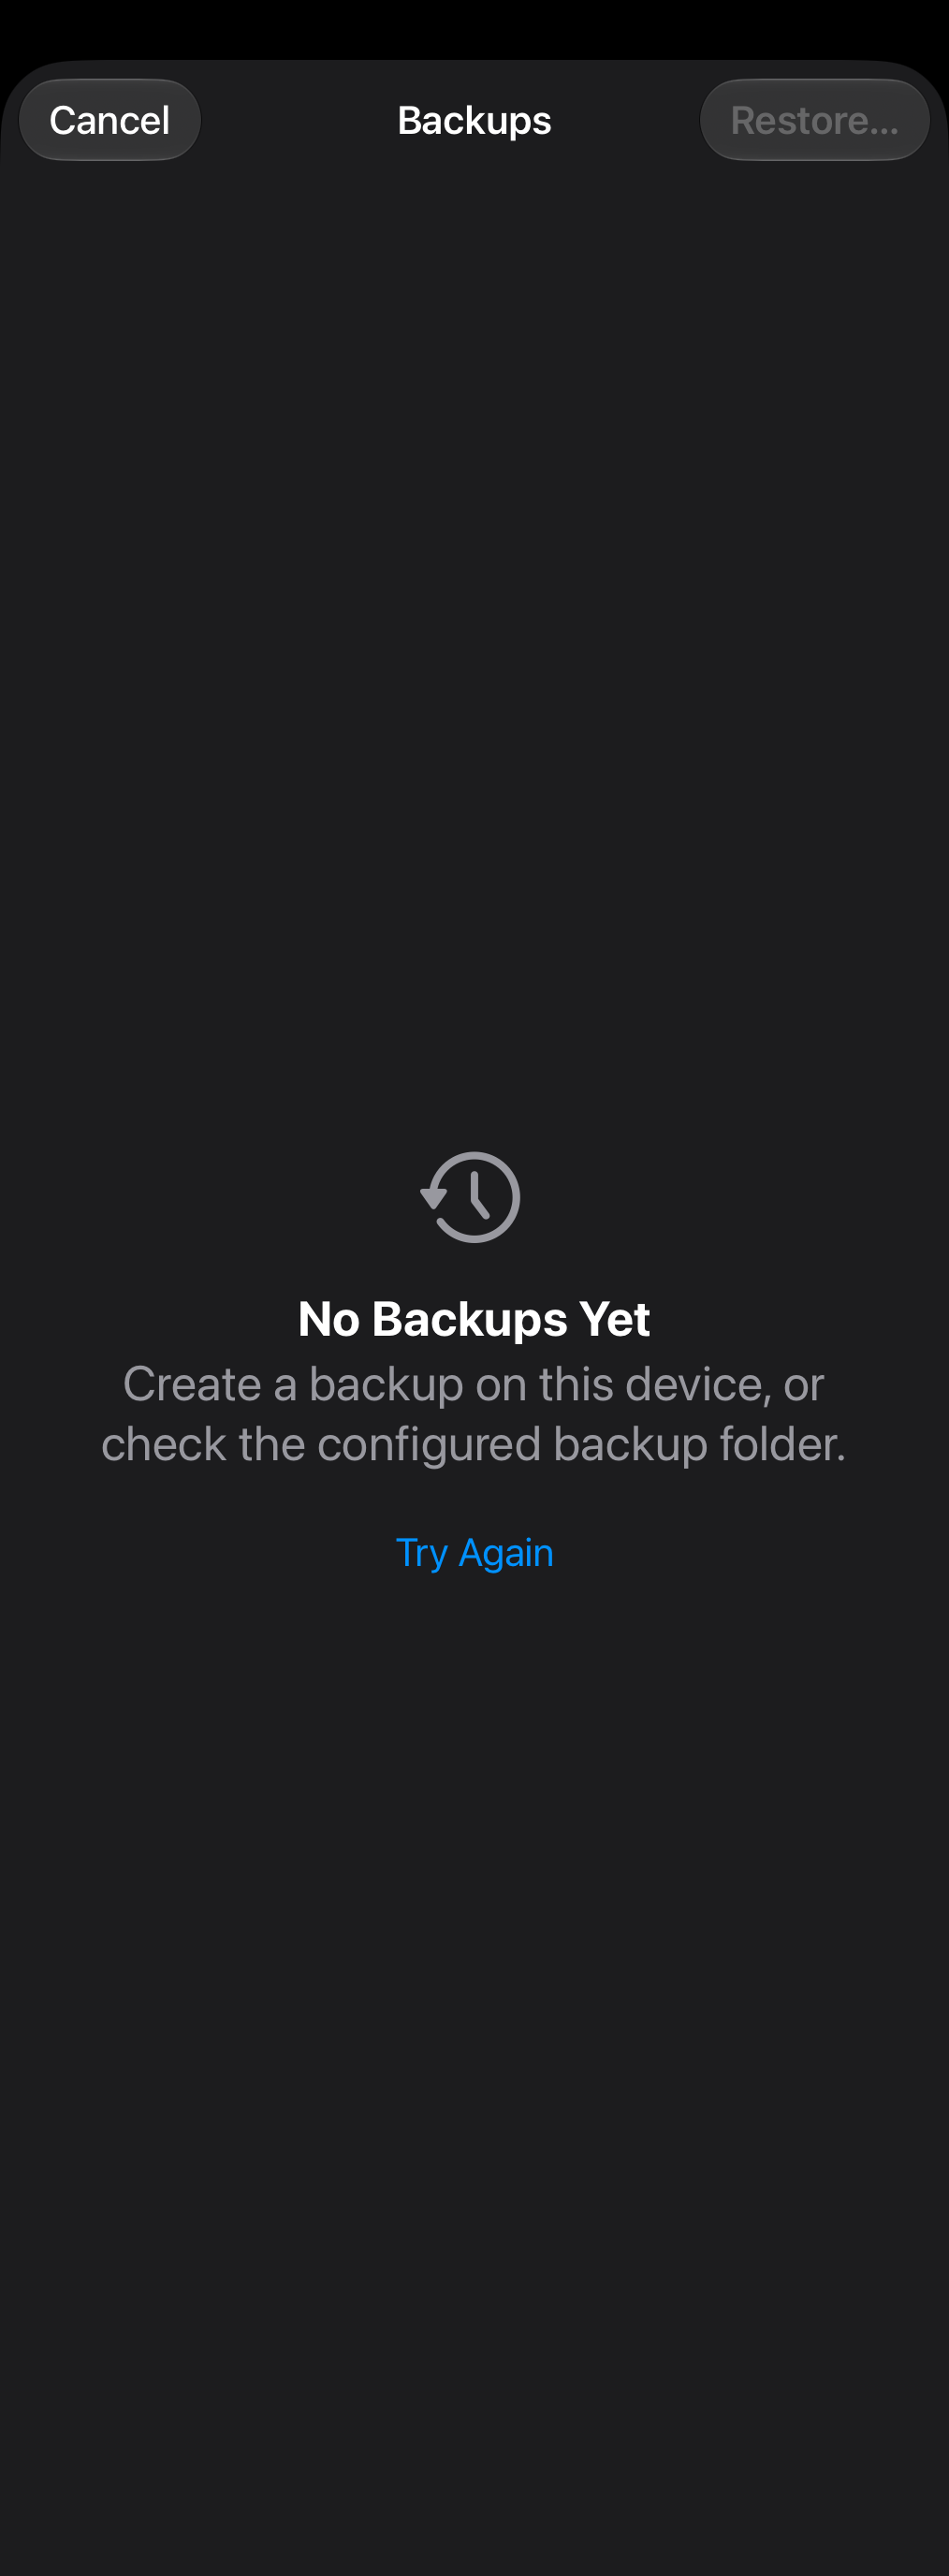 Cancel
Backups
Restore...
No Backups Yet
Create a backup on this device, or
check the configured backup folder.
Try Again